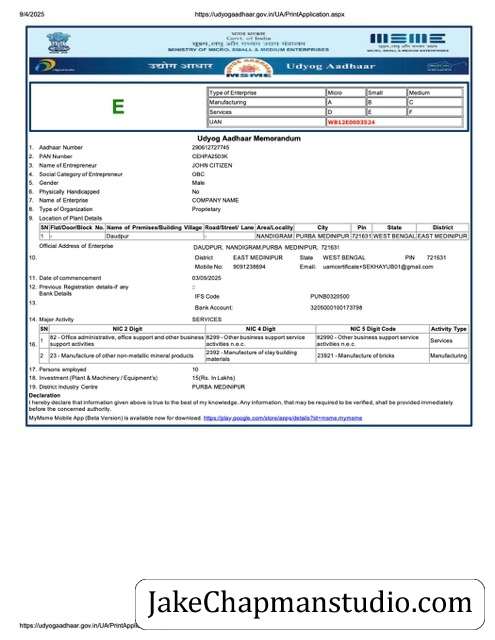 9/4/2025 https://udyogaadhaar.gov.in/UA/PrintApplication.aspx
भारत सरकार
Govt. of India
सूक्ष्म, लघु और मध्यम उद्यम मंत्रालय
MINISTRY OF MICRO, SMALL & MEDIUM ENTERPRISES
MICRO, SMALL & MEDIUM ENTERPRISES
उद्योग आधार MSME Udyog Aadhaar
E
Type of Enterprise Micro Small Medium
Manufacturing A B C
Services D E F
UAN WB12E0003524
Udyog Aadhaar Memorandum
1. Aadhaar Number 290612727745
2. PAN Number CEHPA2503K
3. Name of Entrepreneur JOHN CITIZEN
4. Social Category of Entrepreneur OBC
5. Gender Male
6. Physically Handicapped No
7. Name of Enterprise COMPANY NAME
8. Type of Organization Proprietary
9. Location of Plant Details
SN Flat/Door/Block No. Name of Premises/Building Village Road/Street/ Lane Area/Locality City Pin State District
1 - Daudpur - NANDIGRAM PURBA MEDINIPUR 721631 WEST BENGAL EAST MEDINIPUR
Official Address of Enterprise DAUDPUR, NANDIGRAM,PURBA MEDINIPUR, 721631
10. District EAST MEDINIPUR State WEST BENGAL PIN 721631
Mobile No: 9091238694 Email: uamcertificate+SEKHAYUB01@gmail.com
11. Date of commencement 03/09/2025
12. Previous Registration details-if any :
13. Bank Details IFS Code PUNB0320500
Bank Account: 3205000100173798
14. Major Activity SERVICES
SN NIC 2 Digit NIC 4 Digit NIC 5 Digit Code Activity Type
16. 1 82 - Office administrative, office support and other business support activities 8299 - Other business support service activities n.e.c. 82990 - Other business support service activities n.e.c. Services
2 23 - Manufacture of other non-metallic mineral products 2392 - Manufacture of clay building materials 23921 - Manufacture of bricks Manufacturing
17. Persons employed 10
18. Investment (Plant & Machinery / Equipment's) 15(Rs. In Lakhs)
19. District Industry Centre PURBA MEDINIPUR
Declaration
I hereby declare that information given above is true to the best of my knowledge. Any information, that may be required to be verified, shall be provided immediately
before the concerned authority.
MyMsme Mobile App (Beta Version) is available now for download. https://play.google.com/store/apps/details?id=msme.mymsme
JakeChapmanstudio.com
https://udyogaadhaar.gov.in/UA/PrintApplic